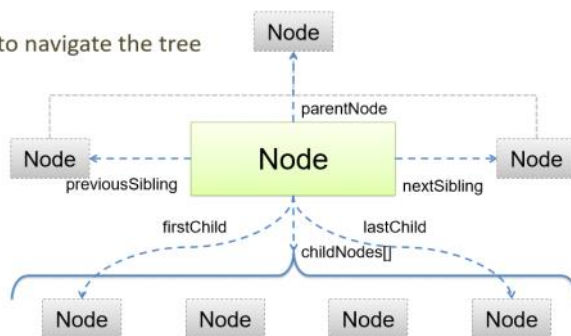 Node
to navigate the tree
parentNode
Node
Node
Node
previousSibling
nextSibling
firstChild
lastChild
childNodes[]
Node
Node
Node
Node